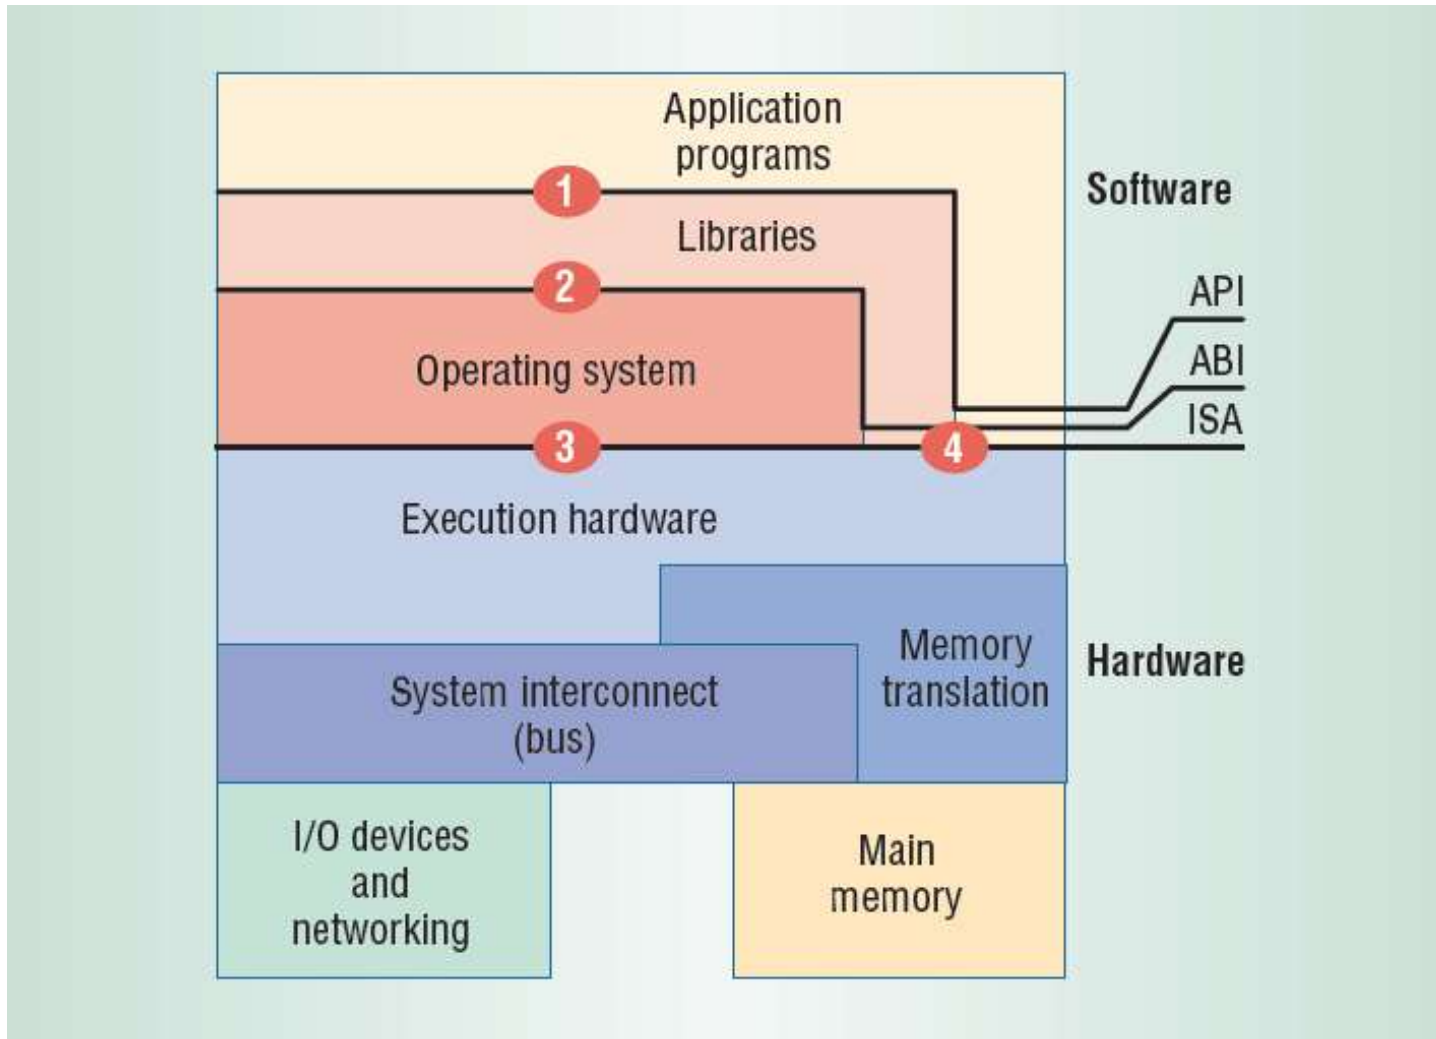 Application
programs
1
Software
Libraries
2
API
Operating system
ABI
ISA
3
4
Execution hardware
Memory
translation
Hardware
System interconnect
(bus)
I/O devices
and
networking
Main
memory